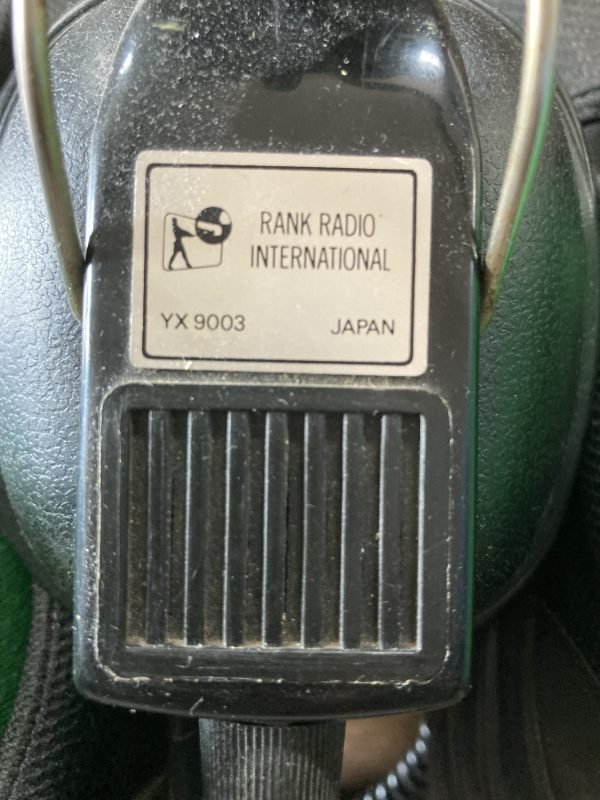 RANK RADIO
INTERNATIONAL
YX 9003 JAPAN